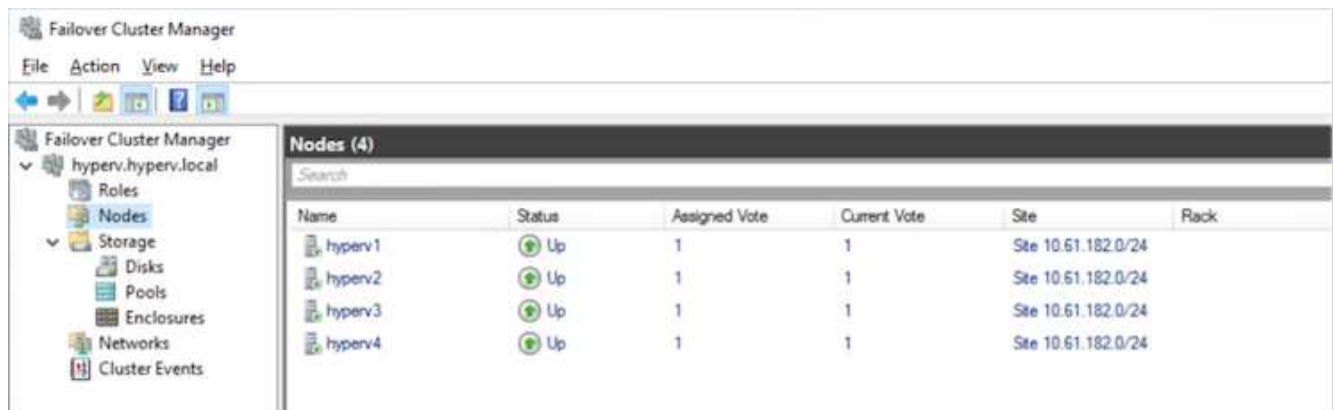 Failover Cluster Manager
File Action View Help
Failover Cluster Manager
hyperv.hyperv.local
Roles
Nodes
Storage
Disks
Pools
Enclosures
Networks
Cluster Events
Nodes (4)
Search
Name Status Assigned Vote Current Vote Site Rack
hyperv1 Up 1 1 Site 10.61.182.0/24
hyperv2 Up 1 1 Site 10.61.182.0/24
hyperv3 Up 1 1 Site 10.61.182.0/24
hyperv4 Up 1 1 Site 10.61.182.0/24